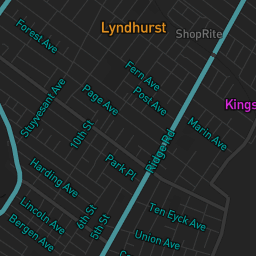 Lyndhurst
ShopRite
Forest Ave
Fern Ave
Post Ave
Kings
Stuyvesant Ave
Page Ave
Marin Ave
10th St
Ridge Rd
Park Pl
Harding Ave
Lincoln Ave
Bergen Ave
6th St
5th St
Ten Eyck Ave
Union Ave